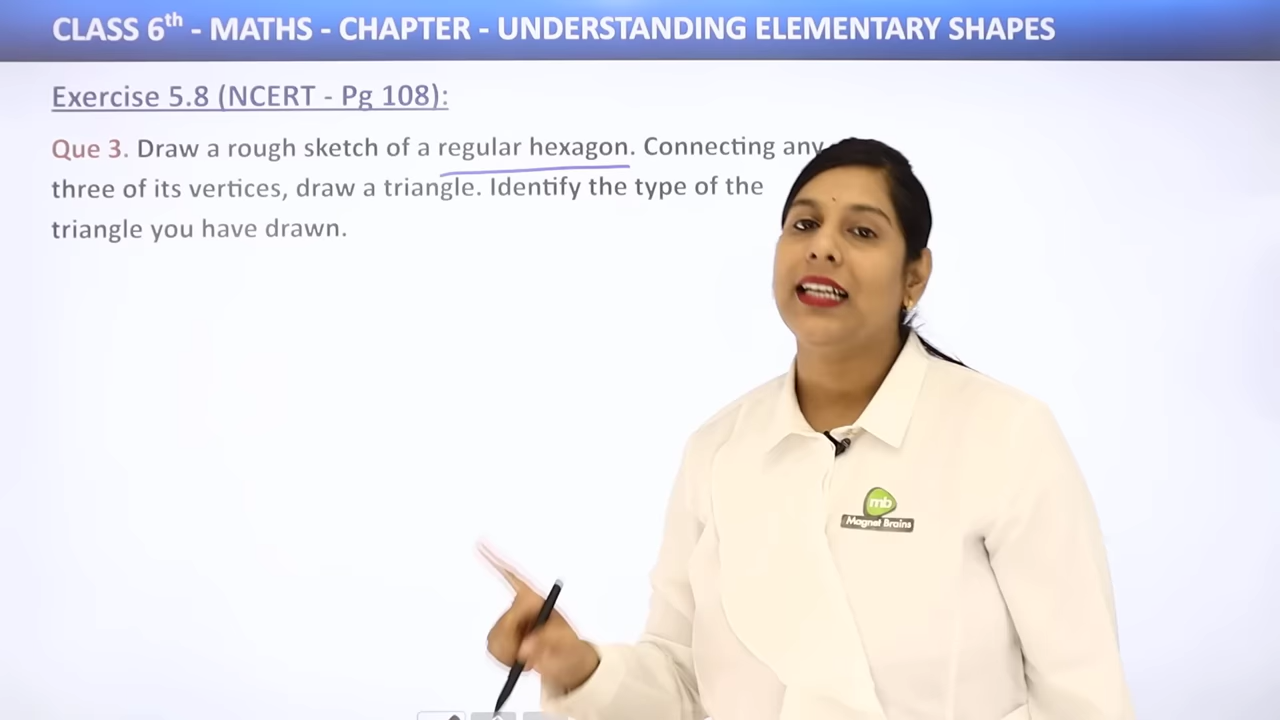 CLASS 6th - MATHS - CHAPTER - UNDERSTANDING ELEMENTARY SHAPES
Exercise 5.8 (NCERT - Pg 108):
Que 3. Draw a rough sketch of a regular hexagon. Connecting any
three of its vertices, draw a triangle. Identify the type of the
triangle you have drawn.
mb
Magnet Brains